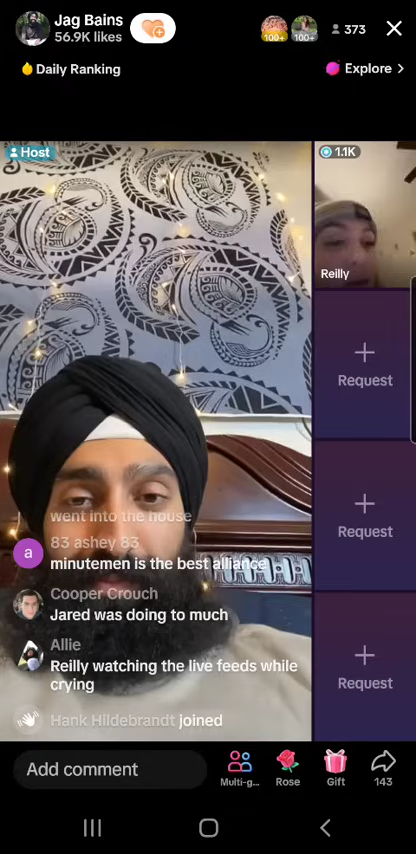 Jag Bains
56.9K likes
100+
100+
373
Daily Ranking
Explore >
Host
1.1K
Reilly
+
Request
+
Request
+
Request
went into the house
83 ashey 83
a
minutemen is the best alliance
Cooper Crouch
Jared was doing to much
Allie
Reilly watching the live feeds while
crying
Hank Hildebrandt joined
Add comment
Multi-g...
Rose
Gift
143